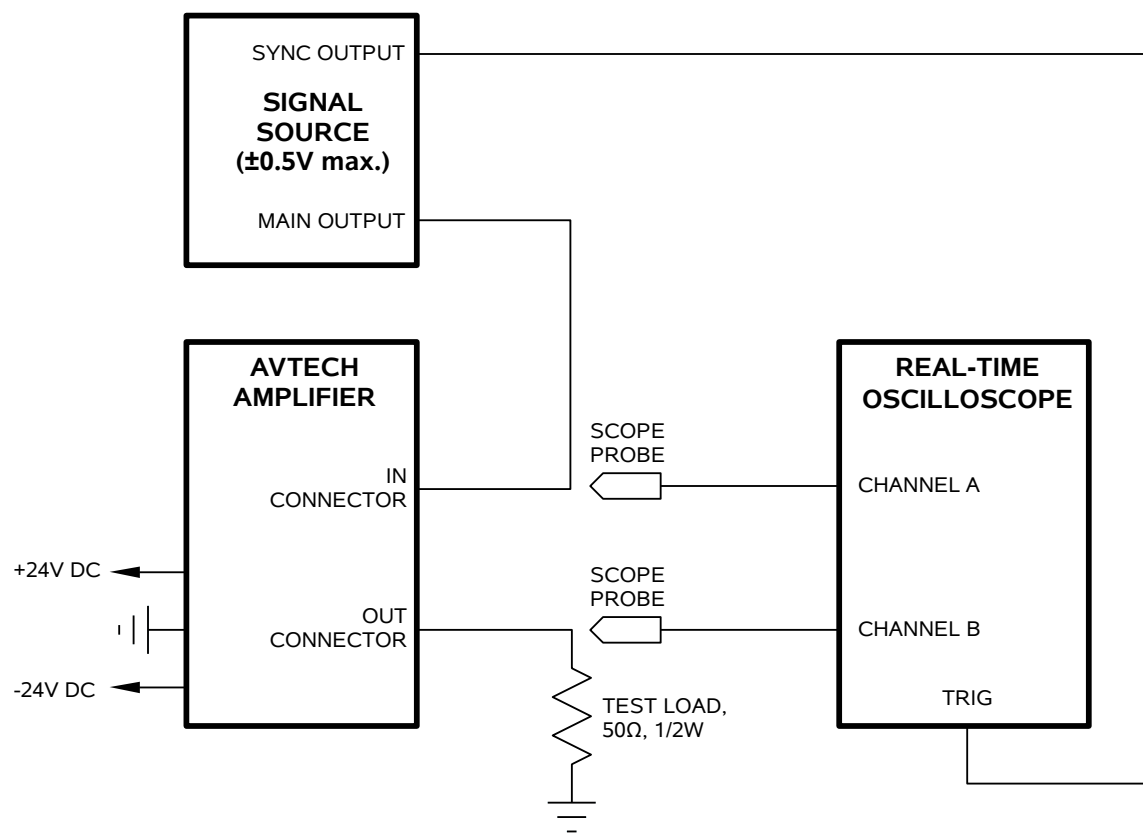 SYNC OUTPUT
SIGNAL
SOURCE
(±0.5V max.)
MAIN OUTPUT
AVTECH
AMPLIFIER
IN
CONNECTOR
+24V DC
OUT
CONNECTOR
-24V DC
SCOPE
PROBE
SCOPE
PROBE
TEST LOAD,
50Ω, 1/2W
REAL-TIME
OSCILLOSCOPE
CHANNEL A
CHANNEL B
TRIG